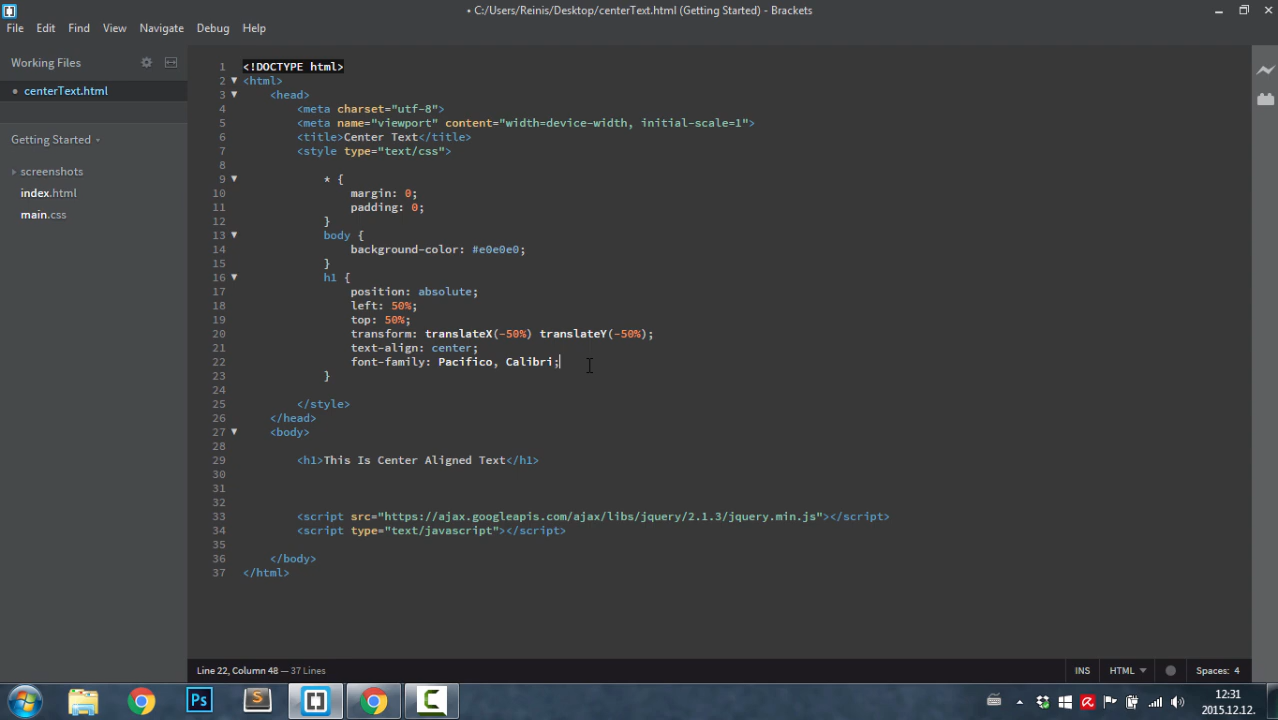 • C:/Users/Reinis/Desktop/centerText.html (Getting Started) - Brackets
File Edit Find View Navigate Debug Help
Working Files
• centerText.html
Getting Started
screenshots
index.html
main.css
1 <!DOCTYPE html>
2 <html>
3 <head>
4 <meta charset="utf-8">
5 <meta name="viewport" content="width=device-width, initial-scale=1">
6 <title>Center Text</title>
7 <style type="text/css">
8
9 * {
10 margin: 0;
11 padding: 0;
12 }
13 body {
14 background-color: #e0e0e0;
15 }
16 h1 {
17 position: absolute;
18 left: 50%;
19 top: 50%;
20 transform: translateX(-50%) translateY(-50%);
21 text-align: center;
22 font-family: Pacifico, Calibri;
23 }
24
25 </style>
26 </head>
27 <body>
28
29 <h1>This Is Center Aligned Text</h1>
30
31
32
33 <script src="https://ajax.googleapis.com/ajax/libs/jquery/2.1.3/jquery.min.js"></script>
34 <script type="text/javascript"></script>
35
36 </body>
37 </html>
Line 22, Column 48 — 37 Lines
INS HTML Spaces: 4
Ps S C
12:31
2015.12.12.